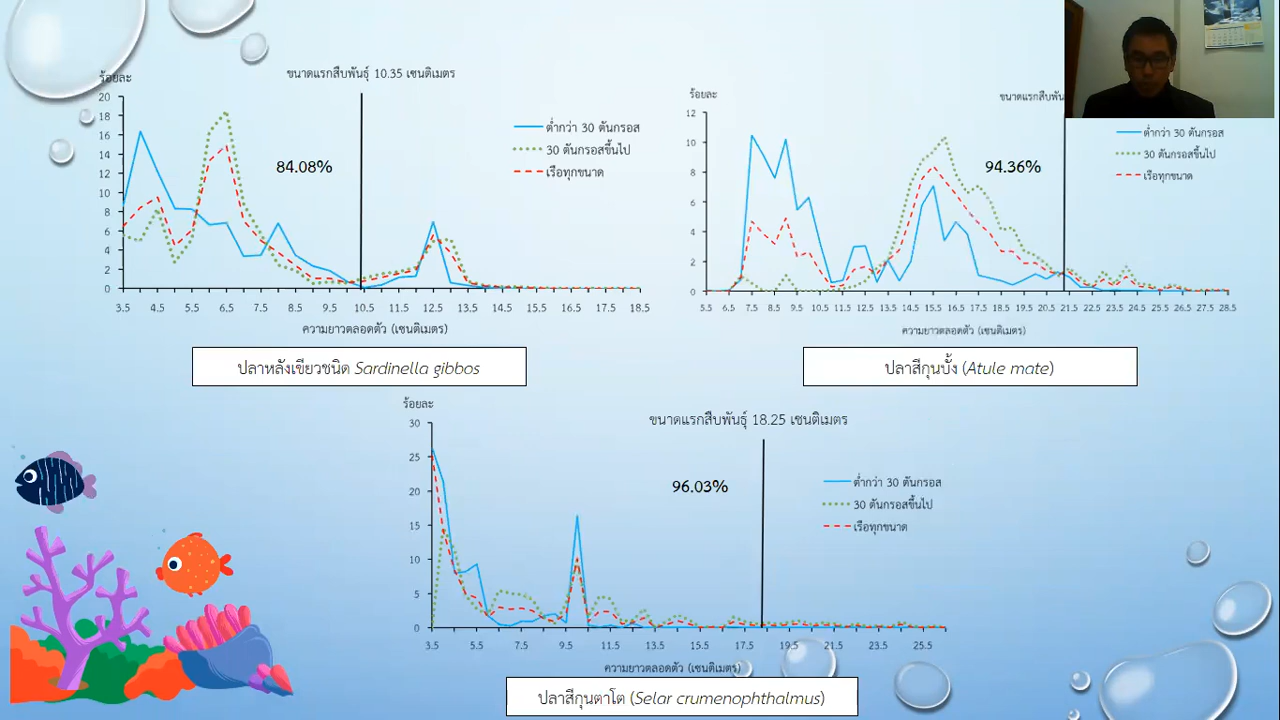 ร้อยละ
ขนาดแรกสืบพันธุ์ 10.35 เซนติเมตร
20
18
16
14
12
10
8
6
4
2
0
84.08%
ต่ำกว่า 30 ตันกรอส
30 ตันกรอสขึ้นไป
เรือทุกขนาด
3.5 4.5 5.5 6.5 7.5 8.5 9.5 10.5 11.5 12.5 13.5 14.5 15.5 16.5 17.5 18.5
ความยาวตลอดตัว (เซนติเมตร)
ปลาหลังเขียวชนิด Sardinella gibbos
ร้อยละ
ขนาดแรกสืบพัน
12
10
8
6
4
2
0
94.36%
ต่ำกว่า 30 ตันกรอส
30 ตันกรอสขึ้นไป
เรือทุกขนาด
5.5 6.5 7.5 8.5 9.5 10.5 11.5 12.5 13.5 14.5 15.5 16.5 17.5 18.5 19.5 20.5 21.5 22.5 23.5 24.5 25.5 26.5 27.5 28.5
ความยาวตลอดตัว (เซนติเมตร)
ปลาสีกุนบั้ง (Atule mate)
ร้อยละ
ขนาดแรกสืบพันธุ์ 18.25 เซนติเมตร
30
25
20
15
10
5
0
96.03%
ต่ำกว่า 30 ตันกรอส
30 ตันกรอสขึ้นไป
เรือทุกขนาด
3.5 5.5 7.5 9.5 11.5 13.5 15.5 17.5 19.5 21.5 23.5 25.5
ความยาวตลอดตัว (เซนติเมตร)
ปลาสีกุนตาโต (Selar crumenophthalmus)